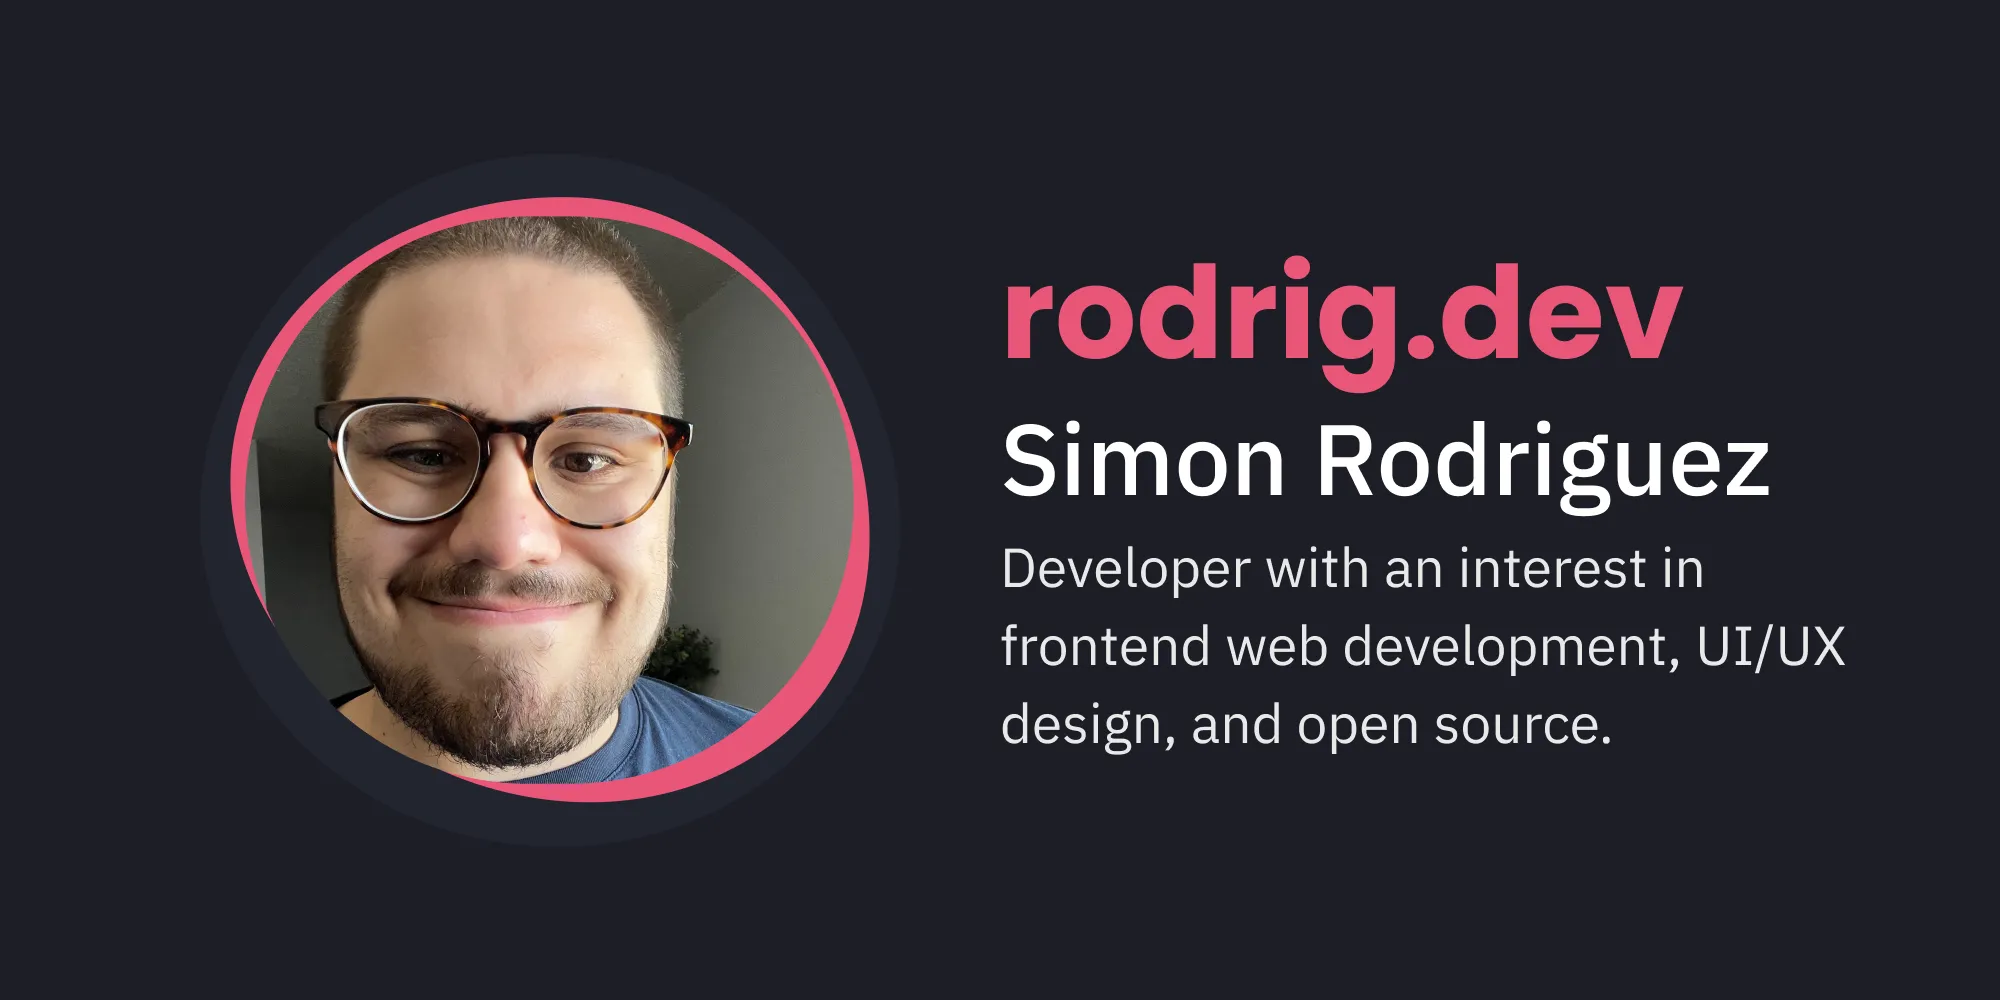 rodrig.dev
Simon Rodriguez
Developer with an interest in
frontend web development, UI/UX
design, and open source.